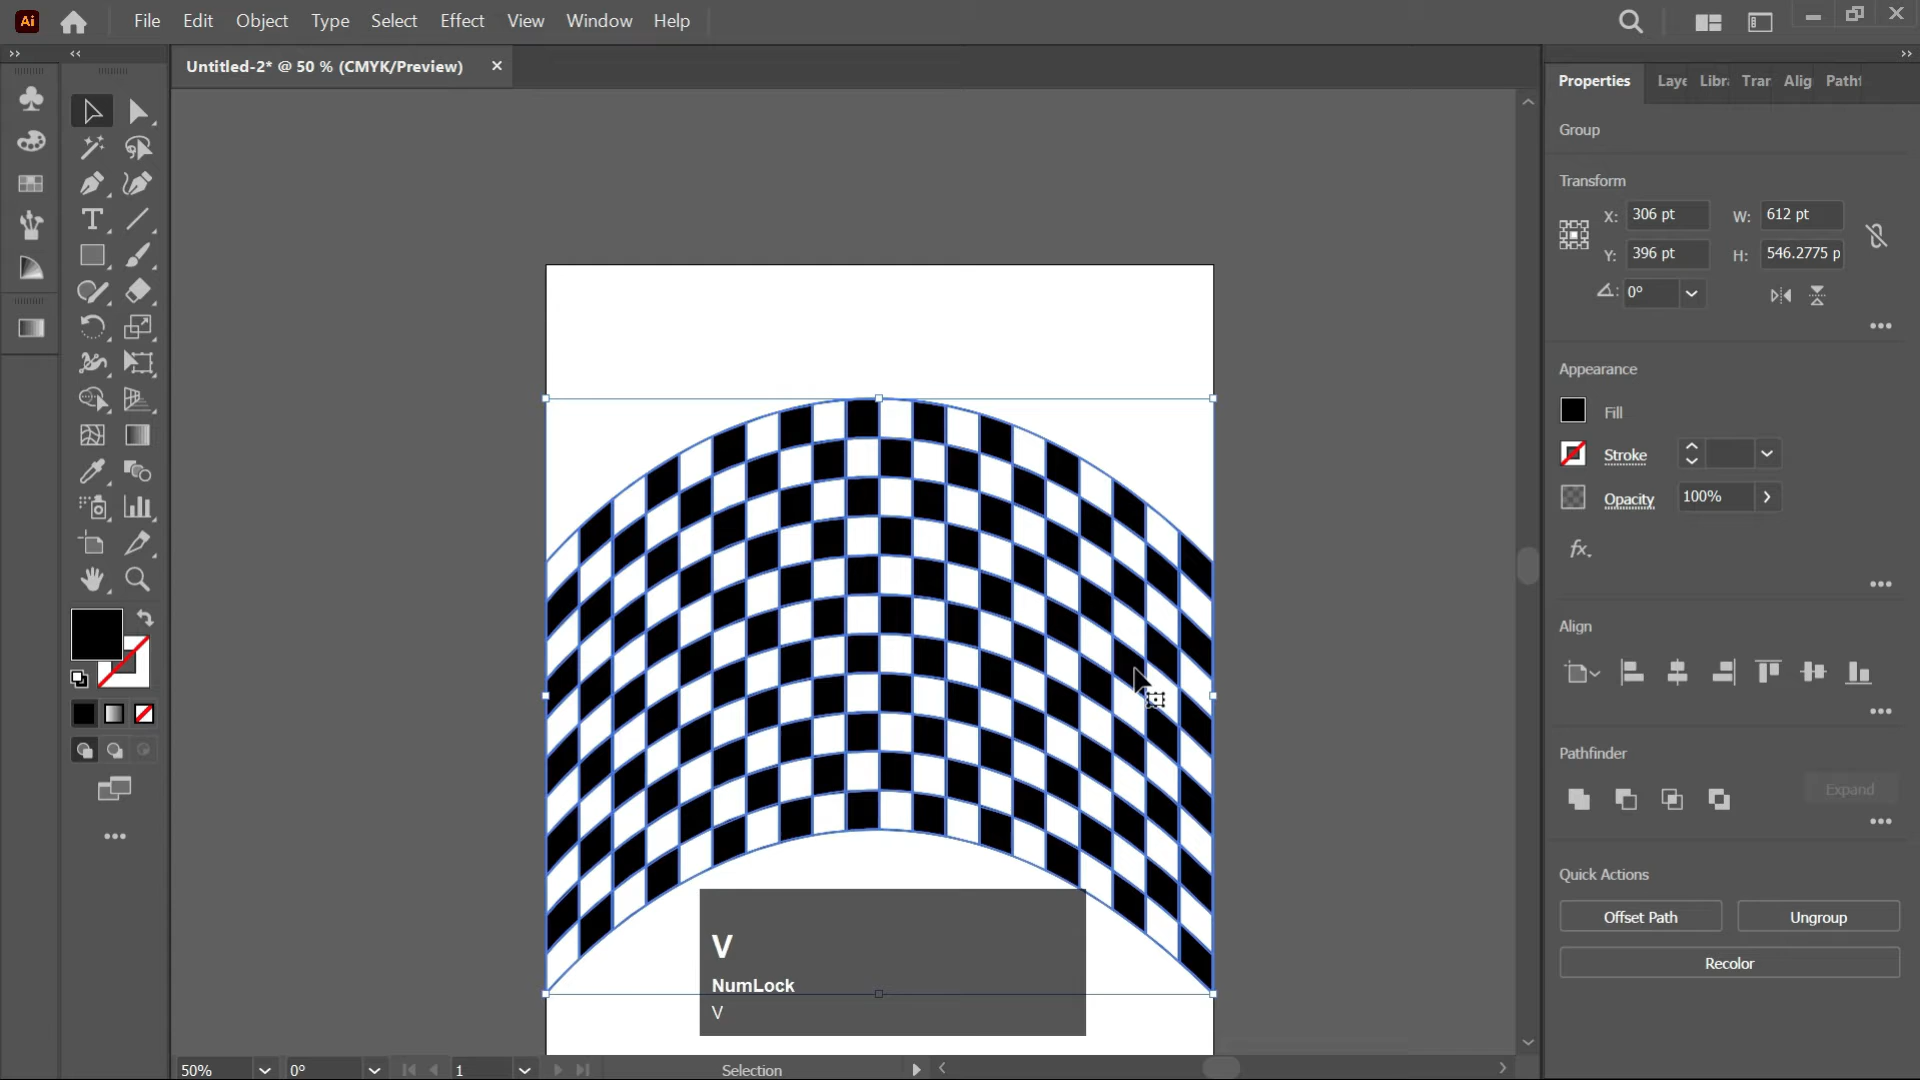 Ai
File Edit Object Type Select Effect View Window Help
Untitled-2* @ 50 % (CMYK/Preview)
Properties Laye Libra Trar Alig Pathf
Group
Transform
X: 306 pt W: 612 pt
Y: 396 pt H: 546.2775 p
0°
Appearance
Fill
Stroke
Opacity 100%
fx.
Align
Pathfinder
Expand
Quick Actions
Offset Path Ungroup
Recolor
V
NumLock
V
50% 0° 1 Selection